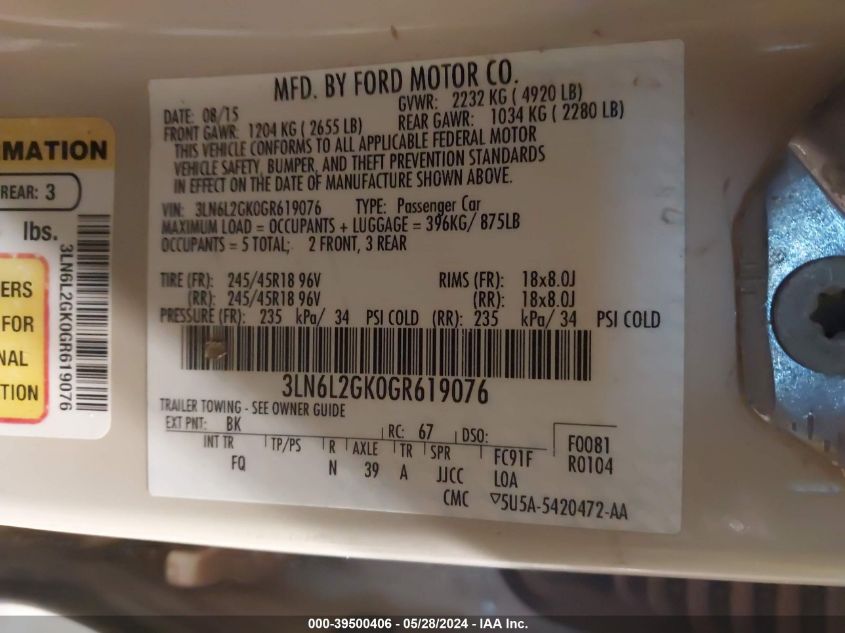 MATION
REAR: 3
lbs.
ERS
FOR
NAL
TION
3LN6L2GK0GR619076
MFD. BY FORD MOTOR CO.
DATE: 08/15 GVWR: 2232 KG ( 4920 LB)
FRONT GAWR: 1204 KG ( 2655 LB) REAR GAWR: 1034 KG ( 2280 LB)
THIS VEHICLE CONFORMS TO ALL APPLICABLE FEDERAL MOTOR
VEHICLE SAFETY, BUMPER, AND THEFT PREVENTION STANDARDS
IN EFFECT ON THE DATE OF MANUFACTURE SHOWN ABOVE.
VIN: 3LN6L2GK0GR619076 TYPE: Passenger Car
MAXIMUM LOAD = OCCUPANTS + LUGGAGE = 396KG/ 875LB
OCCUPANTS = 5 TOTAL; 2 FRONT, 3 REAR
TIRE (FR): 245/45R18 96V RIMS (FR): 18x8.0J
(RR): 245/45R18 96V (RR): 18x8.0J
PRESSURE (FR): 235 kPa/ 34 PSI COLD (RR): 235 kPa/ 34 PSI COLD
3LN6L2GK0GR619076
TRAILER TOWING - SEE OWNER GUIDE
EXT PNT: BK RC: 67 DSO:
INT TR TP/PS R AXLE TR SPR FC91F F0081
FQ N 39 A JJCC LOA R0104
CMC ▽5U5A-5420472-AA
000-39500406 - 05/28/2024 - IAA Inc.